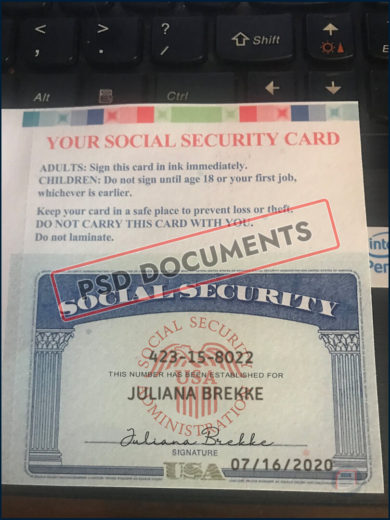 < > ?
, . / Shift
Alt Ctrl
YOUR SOCIAL SECURITY CARD
ADULTS: Sign this card in ink immediately.
CHILDREN: Do not sign until age 18 or your first job,
whichever is earlier.
Keep your card in a safe place to prevent loss or theft.
DO NOT CARRY THIS CARD WITH YOU.
Do not laminate.
PSD DOCUMENTS
SOCIAL SECURITY
SOCIAL SECURITY ADMINISTRATION
USA
423-15-8022
THIS NUMBER HAS BEEN ESTABLISHED FOR
JULIANA BREKKE
Juliana Brekke
SIGNATURE
USA 07/16/2020